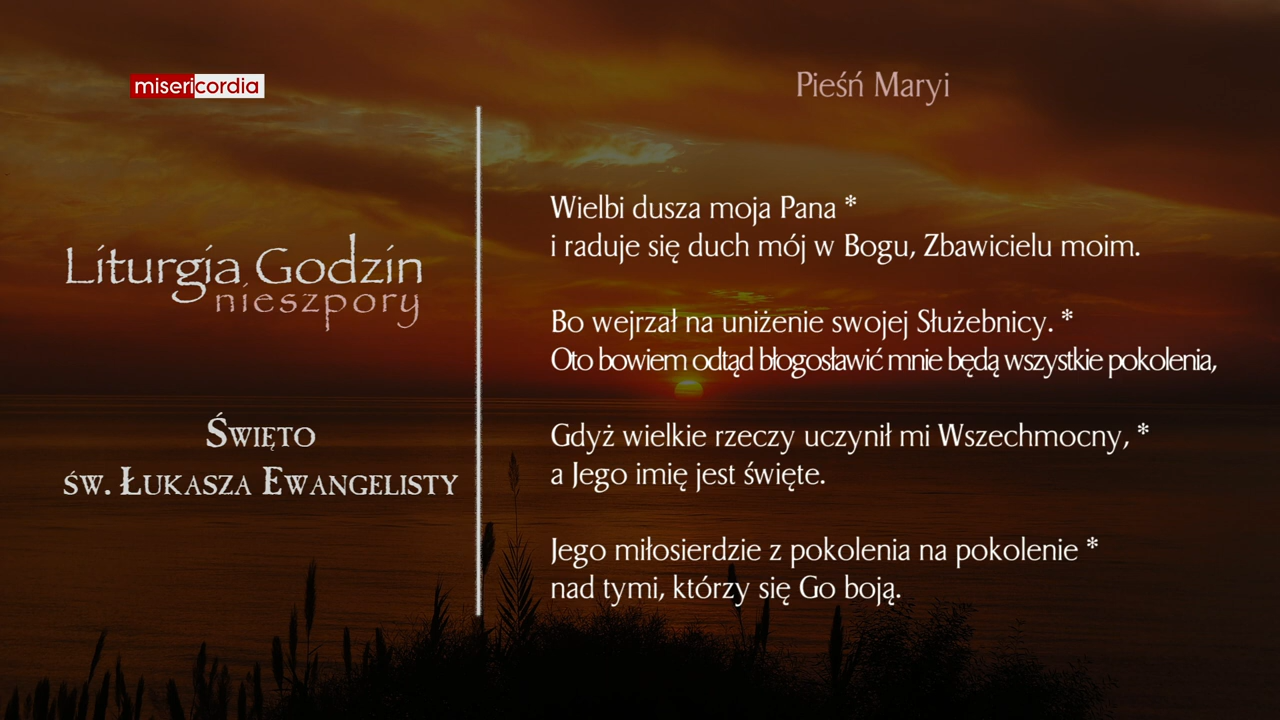 misericordia
Liturgia Godzin
nieszpory
Święto
św. Łukasza Ewangelisty
Pieśń Maryi
Wielbi dusza moja Pana *
i raduje się duch mój w Bogu, Zbawicielu moim.
Bo wejrzał na uniżenie swojej Służebnicy. *
Oto bowiem odtąd błogosławić mnie będą wszystkie pokolenia,
Gdyż wielkie rzeczy uczynił mi Wszechmocny, *
a Jego imię jest święte.
Jego miłosierdzie z pokolenia na pokolenie *
nad tymi, którzy się Go boją.